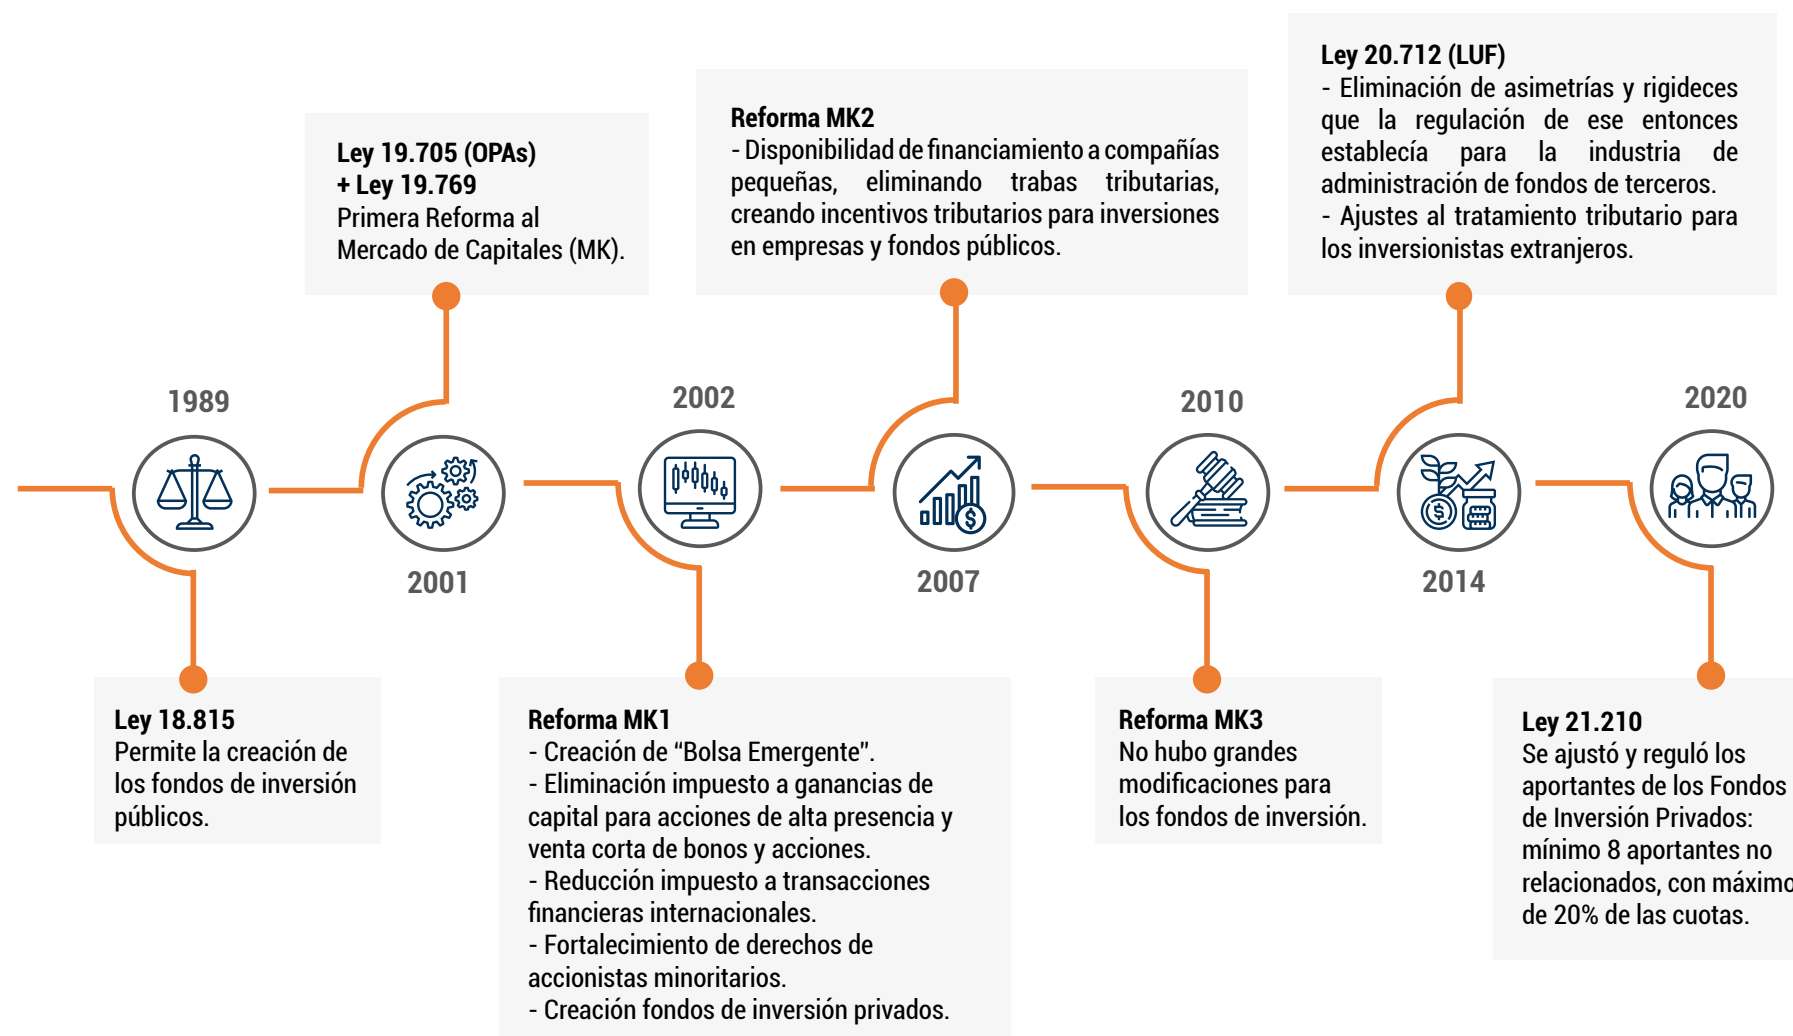 Ley 19.705 (OPAs)
+ Ley 19.769
Primera Reforma al
Mercado de Capitales (MK).
Reforma MK2
- Disponibilidad de financiamiento a compañías
pequeñas, eliminando trabas tributarias,
creando incentivos tributarios para inversiones
en empresas y fondos públicos.
Ley 20.712 (LUF)
- Eliminación de asimetrías y rigideces
que la regulación de ese entonces
establecía para la industria de
administración de fondos de terceros.
- Ajustes al tratamiento tributario para
los inversionistas extranjeros.
1989
2001
2002
2007
2010
2014
2020
Ley 18.815
Permite la creación de
los fondos de inversión
públicos.
Reforma MK1
- Creación de “Bolsa Emergente”.
- Eliminación impuesto a ganancias de
capital para acciones de alta presencia y
venta corta de bonos y acciones.
- Reducción impuesto a transacciones
financieras internacionales.
- Fortalecimiento de derechos de
accionistas minoritarios.
- Creación fondos de inversión privados.
Reforma MK3
No hubo grandes
modificaciones para
los fondos de inversión.
Ley 21.210
Se ajustó y reguló los
aportantes de los Fondos
de Inversión Privados:
mínimo 8 aportantes no
relacionados, con máximo
de 20% de las cuotas.